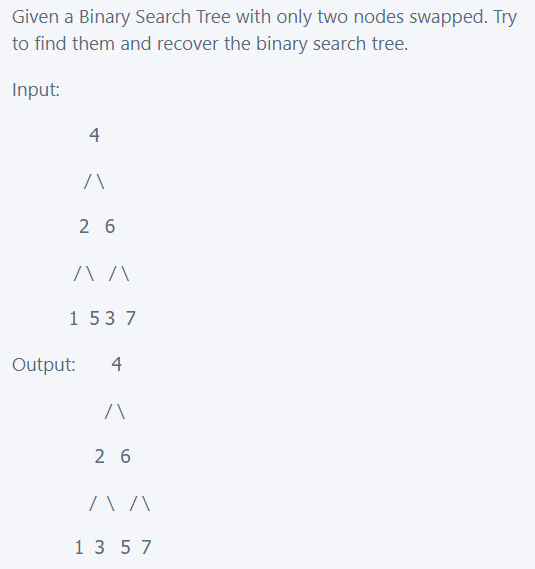 Given a Binary Search Tree with only two nodes swapped. Try
to find them and recover the binary search tree.
Input:
4
/ \
2 6
/ \ / \
1 5 3 7
Output: 4
/ \
2 6
/ \ / \
1 3 5 7